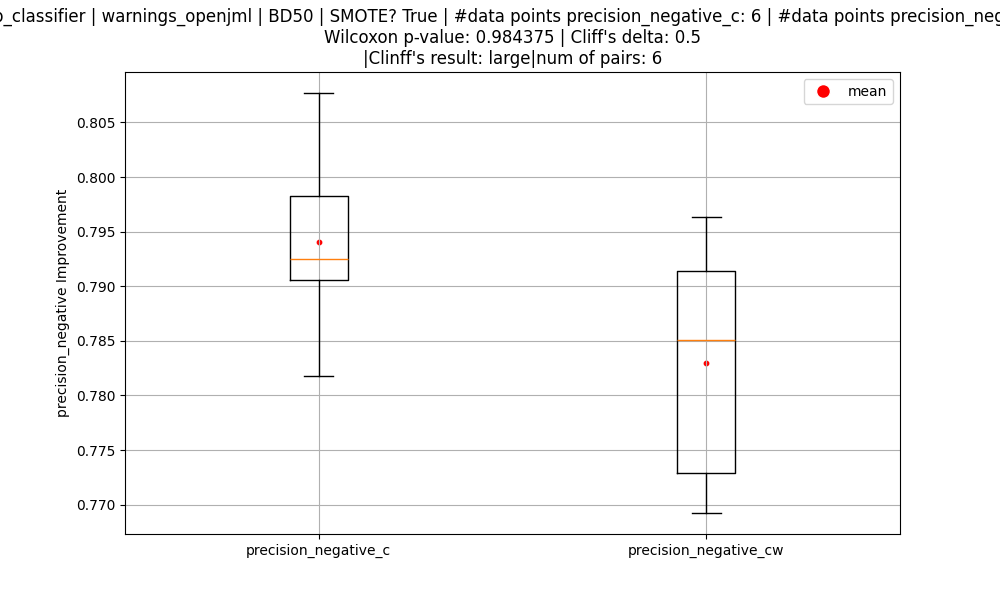 _classifier | warnings_openjml | BD50 | SMOTE? True | #data points precision_negative_c: 6 | #data points
Wilcoxon p-value: 0.984375 | Cliff's delta: 0.5
|Clinff's result: large|num of pairs: 6
mean
0.805
0.800
0.795
0.790
0.785
0.780
0.775
0.770
precision_negative Improvement
precision_negative_c
precision_negative_cw